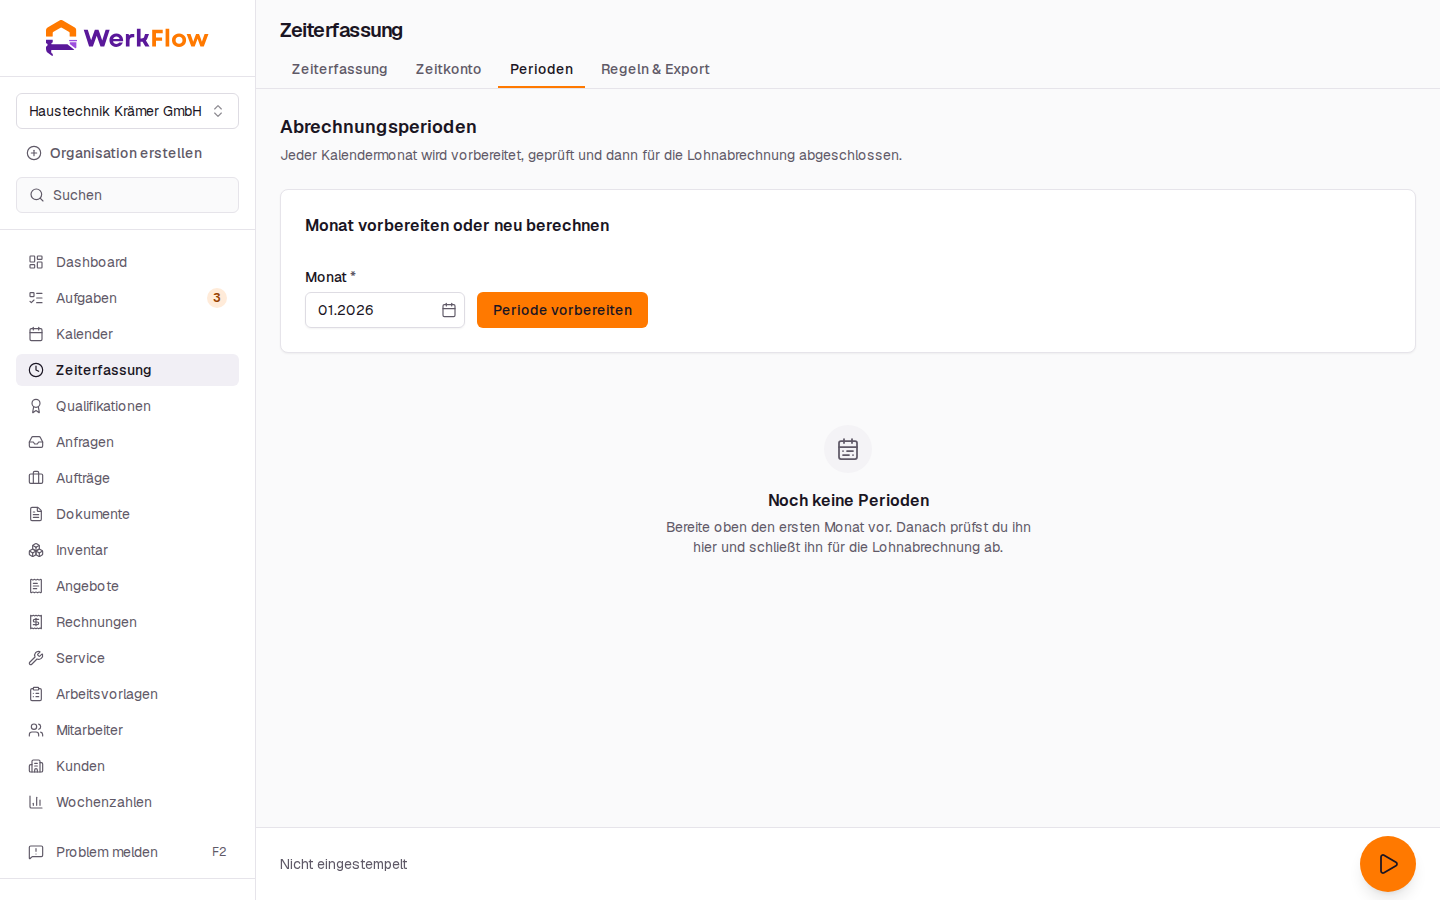 WerkFlow
Haustechnik Krämer GmbH
Organisation erstellen
Suchen
Dashboard
Aufgaben 3
Kalender
Zeiterfassung
Qualifikationen
Anfragen
Aufträge
Dokumente
Inventar
Angebote
Rechnungen
Service
Arbeitsvorlagen
Mitarbeiter
Kunden
Wochenzahlen
Problem melden F2
Zeiterfassung
Zeiterfassung Zeitkonto Perioden Regeln & Export
Abrechnungsperioden
Jeder Kalendermonat wird vorbereitet, geprüft und dann für die Lohnabrechnung abgeschlossen.
Monat vorbereiten oder neu berechnen
Monat *
01.2026 Periode vorbereiten
Noch keine Perioden
Bereite oben den ersten Monat vor. Danach prüfst du ihn
hier und schließt ihn für die Lohnabrechnung ab.
Nicht eingestempelt